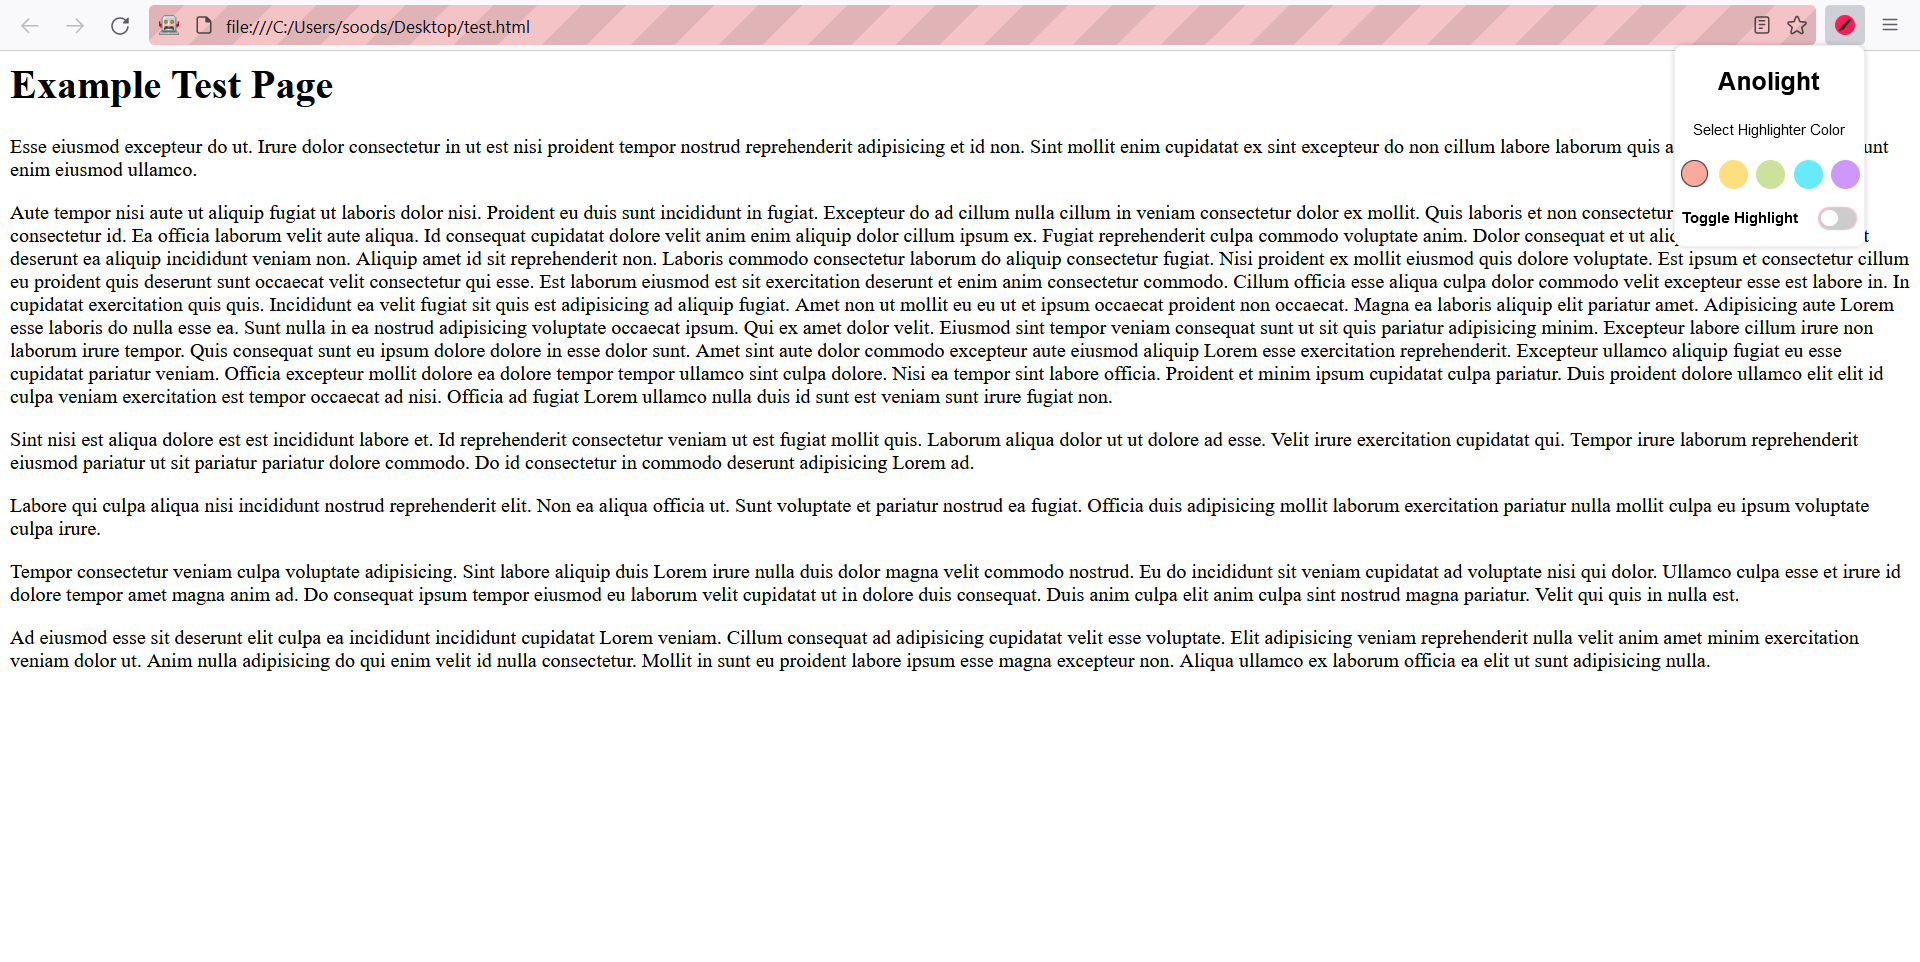 file:///C:/Users/soods/Desktop/test.html
Anolight
Select Highlighter Color
Toggle Highlight
Example Test Page
Esse eiusmod excepteur do ut. Irure dolor consectetur in ut est nisi proident tempor nostrud reprehenderit adipisicing et id non. Sint mollit enim cupidatat ex sint excepteur do non cillum labore laborum quis
enim eiusmod ullamco.
Aute tempor nisi aute ut aliquip fugiat ut laboris dolor nisi. Proident eu duis sunt incididunt in fugiat. Excepteur do ad cillum nulla cillum in veniam consectetur dolor ex mollit. Quis laboris et non consectetur
consectetur id. Ea officia laborum velit aute aliqua. Id consequat cupidatat dolore velit anim enim aliquip dolor cillum ipsum ex. Fugiat reprehenderit culpa commodo voluptate anim. Dolor consequat et ut
deserunt ea aliquip incididunt veniam non. Aliquip amet id sit reprehenderit non. Laboris commodo consectetur laborum do aliquip consectetur fugiat. Nisi proident ex mollit eiusmod quis dolore voluptate. Est ipsum et consectetur cillum
eu proident quis deserunt sunt occaecat velit consectetur qui esse. Est laborum eiusmod est sit exercitation deserunt et enim anim consectetur commodo. Cillum officia esse aliqua culpa dolor commodo velit excepteur esse est labore in. In
cupidatat exercitation quis quis. Incididunt ea velit fugiat sit quis est adipisicing ad aliquip fugiat. Amet non ut mollit eu eu ut et ipsum occaecat proident non occaecat. Magna ea laboris aliquip elit pariatur amet. Adipisicing aute Lorem
esse laboris do nulla esse ea. Sunt nulla in ea nostrud adipisicing voluptate occaecat ipsum. Qui ex amet dolor velit. Eiusmod sint tempor veniam consequat sunt ut sit quis pariatur adipisicing minim. Excepteur labore cillum irure non
laborum irure tempor. Quis consequat sunt eu ipsum dolore dolore in esse dolor sunt. Amet sint aute dolor commodo excepteur aute eiusmod aliquip Lorem esse exercitation reprehenderit. Excepteur ullamco aliquip fugiat eu esse
cupidatat pariatur veniam. Officia excepteur mollit dolore ea dolore tempor tempor ullamco sint culpa dolore. Nisi ea tempor sint labore officia. Proident et minim ipsum cupidatat culpa pariatur. Duis proident dolore ullamco elit elit id
culpa veniam exercitation est tempor occaecat ad nisi. Officia ad fugiat Lorem ullamco nulla duis id sunt est veniam sunt irure fugiat non.
Sint nisi est aliqua dolore est est incididunt labore et. Id reprehenderit consectetur veniam ut est fugiat mollit quis. Laborum aliqua dolor ut ut dolore ad esse. Velit irure exercitation cupidatat qui. Tempor irure laborum reprehenderit
eiusmod pariatur ut sit pariatur pariatur dolore commodo. Do id consectetur in commodo deserunt adipisicing Lorem ad.
Labore qui culpa aliqua nisi incididunt nostrud reprehenderit elit. Non ea aliqua officia ut. Sunt voluptate et pariatur nostrud ea fugiat. Officia duis adipisicing mollit laborum exercitation pariatur nulla mollit culpa eu ipsum voluptate
culpa irure.
Tempor consectetur veniam culpa voluptate adipisicing. Sint labore aliquip duis Lorem irure nulla duis dolor magna velit commodo nostrud. Eu do incididunt sit veniam cupidatat ad voluptate nisi qui dolor. Ullamco culpa esse et irure id
dolore tempor amet magna anim ad. Do consequat ipsum tempor eiusmod eu laborum velit cupidatat ut in dolore duis consequat. Duis anim culpa elit anim culpa sint nostrud magna pariatur. Velit qui quis in nulla est.
Ad eiusmod esse sit deserunt elit culpa ea incididunt incididunt cupidatat Lorem veniam. Cillum consequat ad adipisicing cupidatat velit esse voluptate. Elit adipisicing veniam reprehenderit nulla velit anim amet minim exercitation
veniam dolor ut. Anim nulla adipisicing do qui enim velit id nulla consectetur. Mollit in sunt eu proident labore ipsum esse magna excepteur non. Aliqua ullamco ex laborum officia ea elit ut sunt adipisicing nulla.